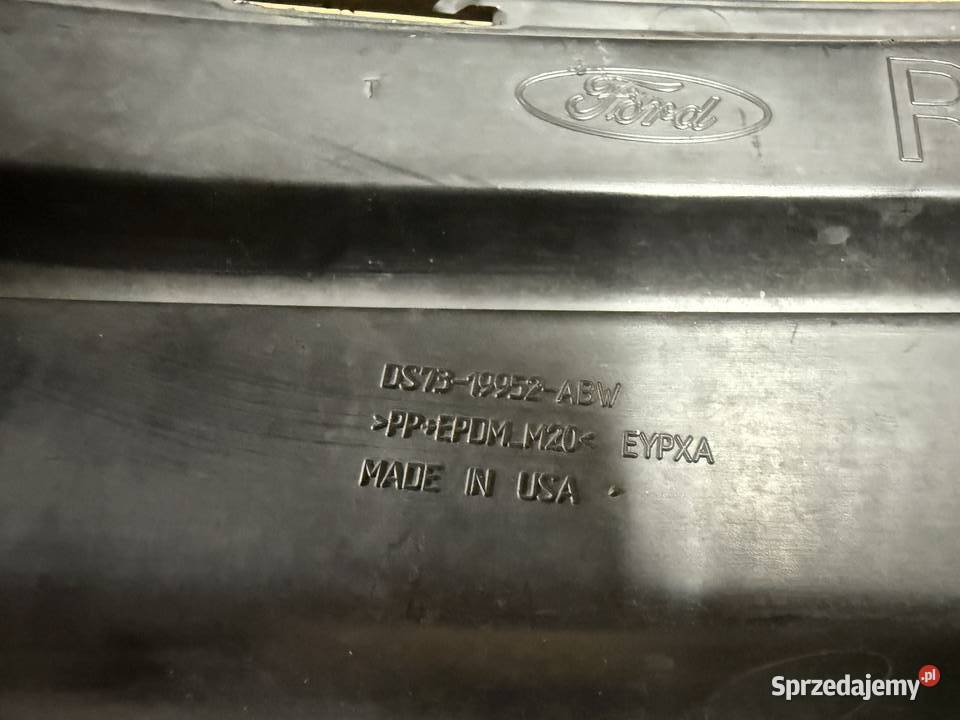 T
Ford
R
DS73-19952-ABW
>PP+EPDM_M20< EYPXA
MADE IN USA
Sprzedajemy.pl